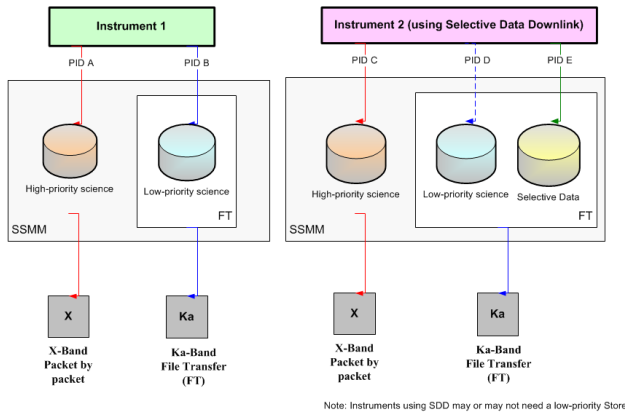 Instrument 1
Instrument 2 (using Selective Data Downlink)
PID A
PID B
PID C
PID D
PID E
High-priority science
Low-priority science
FT
SSMM
High-priority science
Low-priority science
Selective Data
FT
SSMM
X
Ka
X
Ka
X-Band
Packet by
packet
Ka-Band
File Transfer
(FT)
X-Band
Packet by
packet
Ka-Band
File Transfer
(FT)
Note: Instruments using SDD may or may not need a low-priority Store